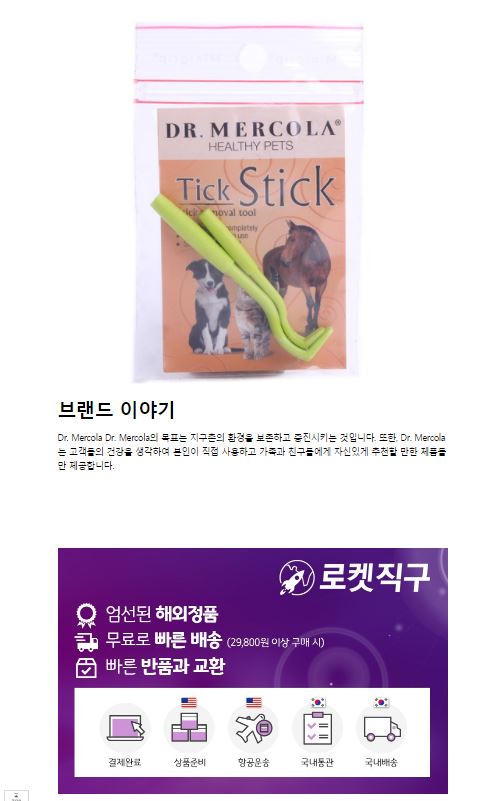 DR. MERCOLA®
HEALTHY PETS
Tick Stick
tool
브랜드 이야기
Dr. Mercola Dr. Mercola의 목표는 지구촌의 환경을 보존하고 증진시키는 것입니다. 또한, Dr. Mercola
는 고객들의 건강을 생각하여 본인이 직접 사용하고 가족과 친구들에게 자신있게 추천할 만한 제품들
만 제공합니다.
로켓직구
엄선된 해외정품
무료로 빠른 배송 (29,800원 이상 구매 시)
빠른 반품과 교환
결제완료
상품준비
항공운송
국내통관
국내배송